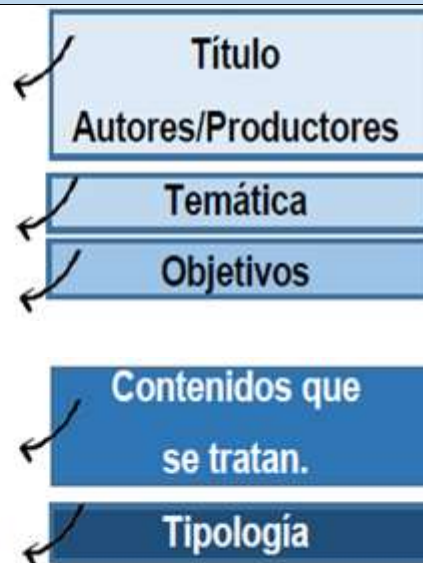 Título
Autores/Productores
Temática
Objetivos
Contenidos que
se tratan.
Tipología